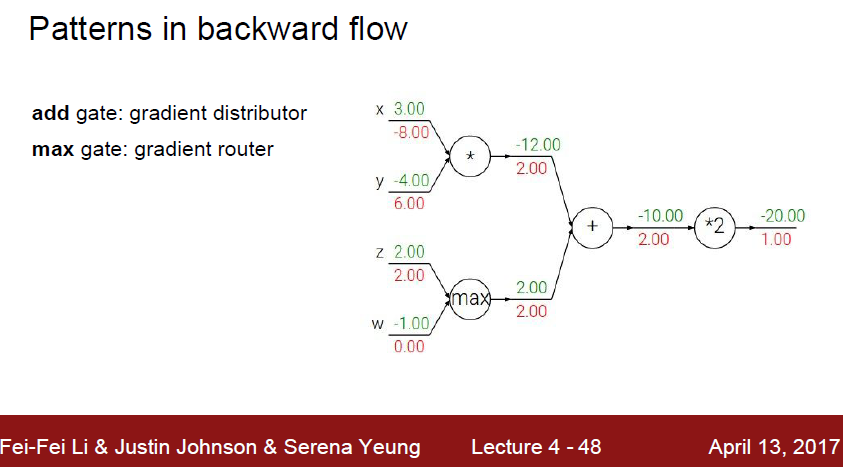 Patterns in backward flow
add gate: gradient distributor
max gate: gradient router
x 3.00
-8.00
y -4.00
6.00
*
-12.00
2.00
z 2.00
2.00
w -1.00
0.00
max
2.00
2.00
+
-10.00
2.00
*2
-20.00
1.00
Fei-Fei Li & Justin Johnson & Serena Yeung
Lecture 4 - 48
April 13, 2017